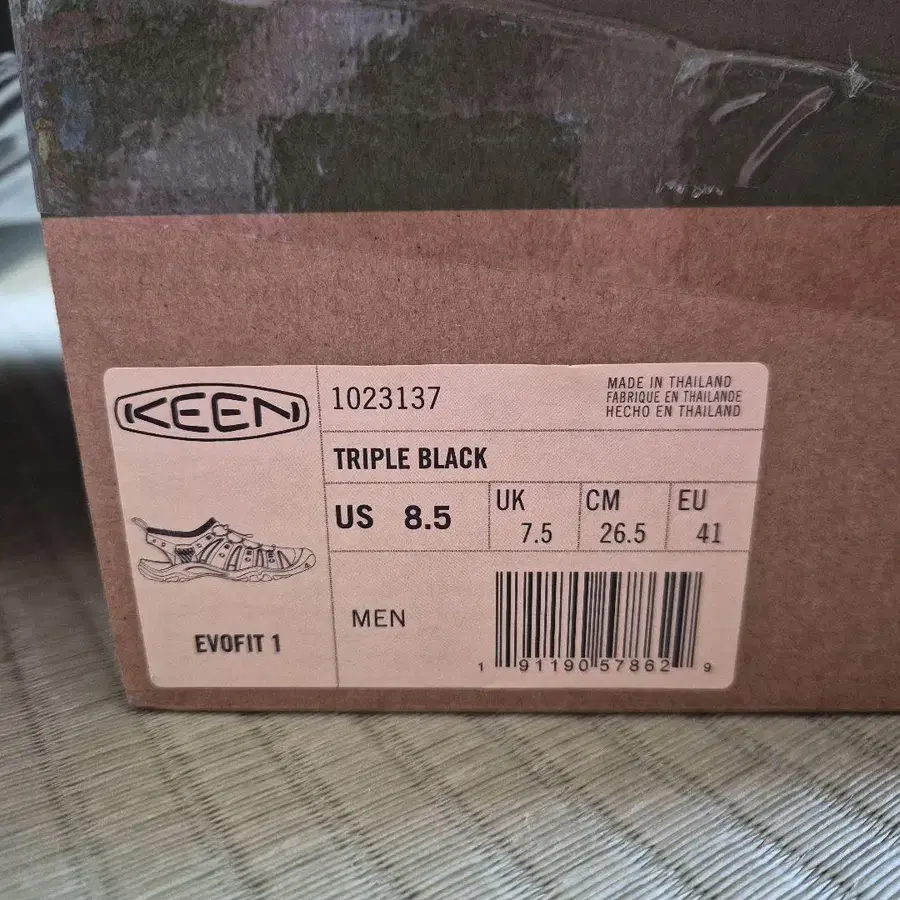 KEEN
1023137
MADE IN THAILAND
FABRIQUE EN THAILANDE
HECHO EN THAILAND
TRIPLE BLACK
US 8.5
UK 7.5
CM 26.5
EU 41
EVOFIT 1
MEN
1 91190 57862 9